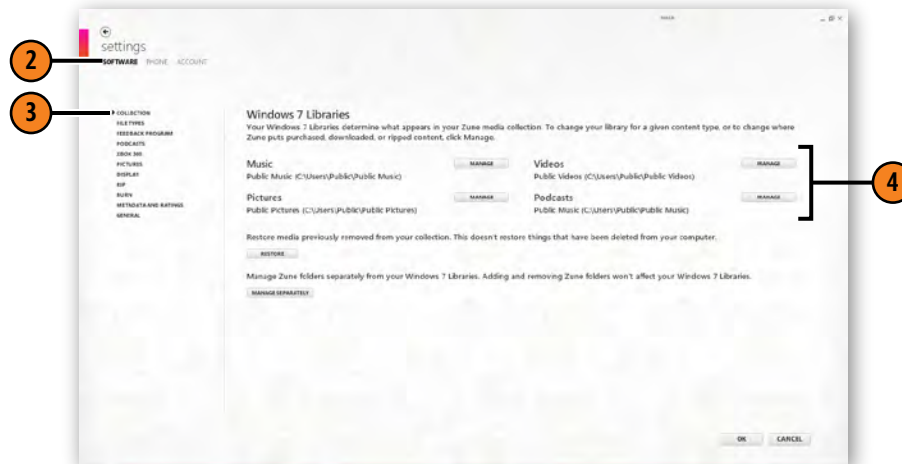 settings
SOFTWARE PHONE ACCOUNT
2
3
COLLECTION
FILE TYPES
FEEDBACK PROGRAM
PODCASTS
XBOX 360
PICTURES
DISPLAY
RIP
BURN
METADATA AND RATINGS
GENERAL
Windows 7 Libraries
Your Windows 7 Libraries determine what appears in your Zune media collection. To change your library for a given content type, or to change where
Zune puts purchased, downloaded, or ripped content, click Manage.
Music MANAGE Videos MANAGE
Public Music (C:\Users\Public\Public Music) Public Videos (C:\Users\Public\Public Videos)
4
Pictures MANAGE Podcasts MANAGE
Public Pictures (C:\Users\Public\Public Pictures) Public Music (C:\Users\Public\Public Music)
Restore media previously removed from your collection. This doesn't restore things that have been deleted from your computer.
RESTORE
Manage Zune folders separately from your Windows 7 Libraries. Adding and removing Zune folders won't affect your Windows 7 Libraries.
MANAGE SEPARATELY
OK CANCEL